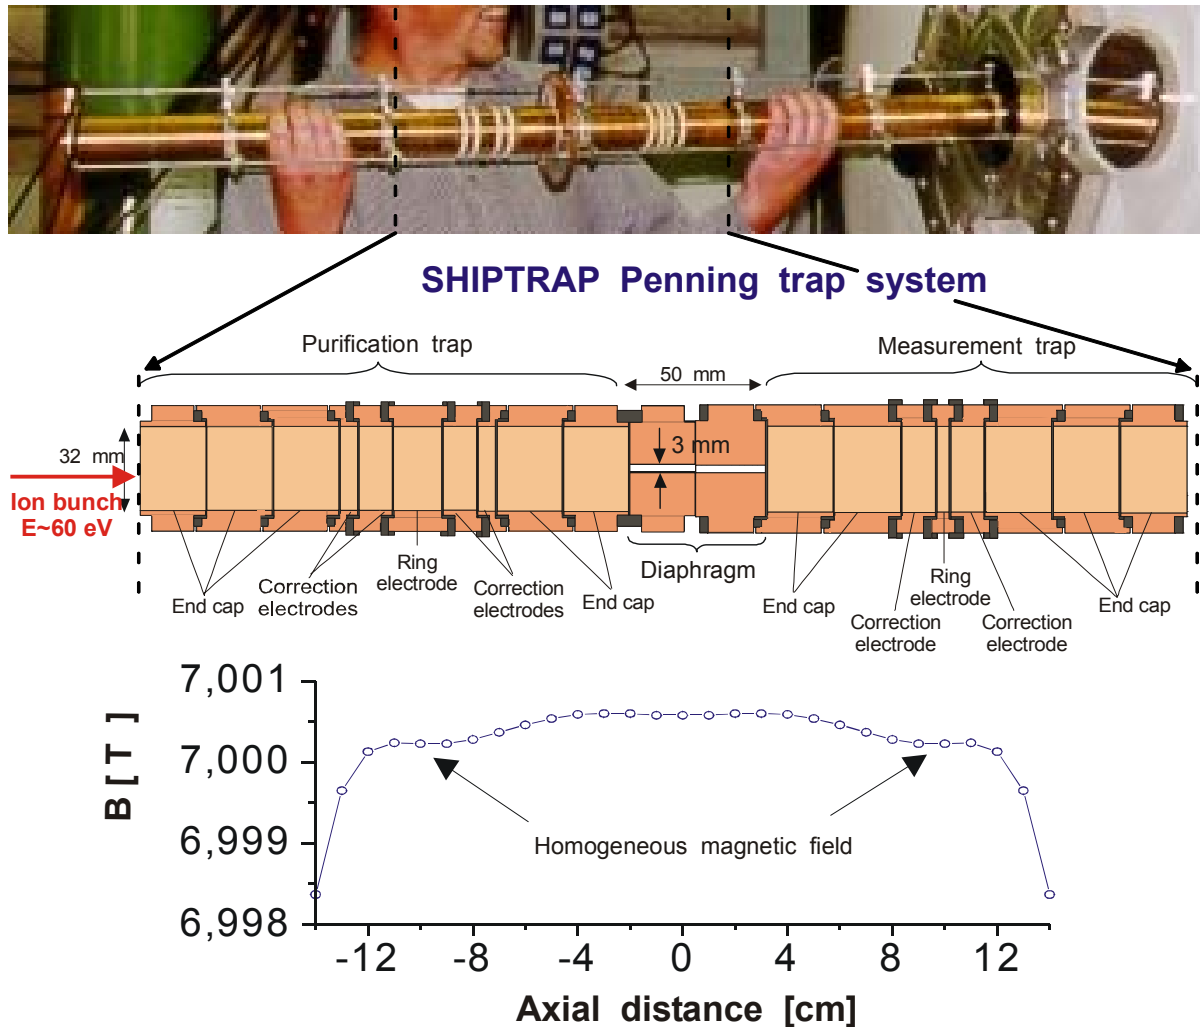 SHIPTRAP Penning trap system
Purification trap
Measurement trap
50 mm
3 mm
32 mm
Ion bunch
E~60 eV
End cap
Correction
electrodes
Ring
electrode
Correction
electrodes
End cap
Diaphragm
End cap
Correction
electrode
Ring
electrode
Correction
electrode
End cap
B [ T ]
7,001
7,000
6,999
6,998
Homogeneous magnetic field
-12 -8 -4 0 4 8 12
Axial distance [cm]